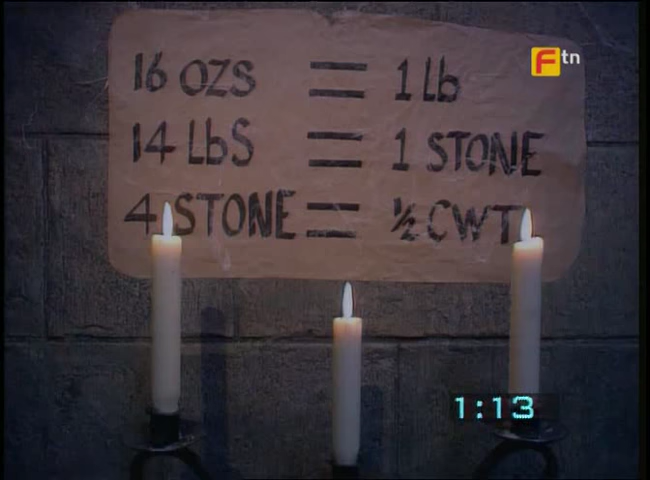 16 OZS = 1 lb
14 LbS = 1 STONE
4 STONE = ½ CWT
Ftn
1:13